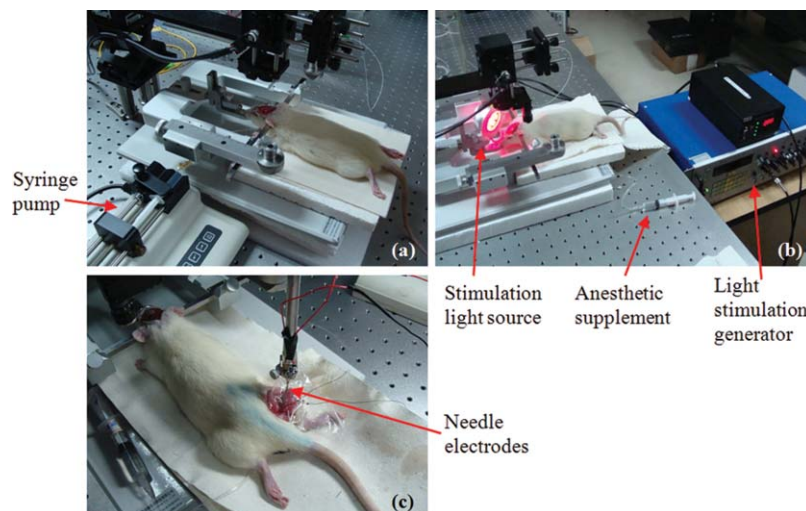 Syringe
pump
(a)
(b)
Stimulation
light source
Anesthetic
supplement
Light
stimulation
generator
Needle
electrodes
(c)